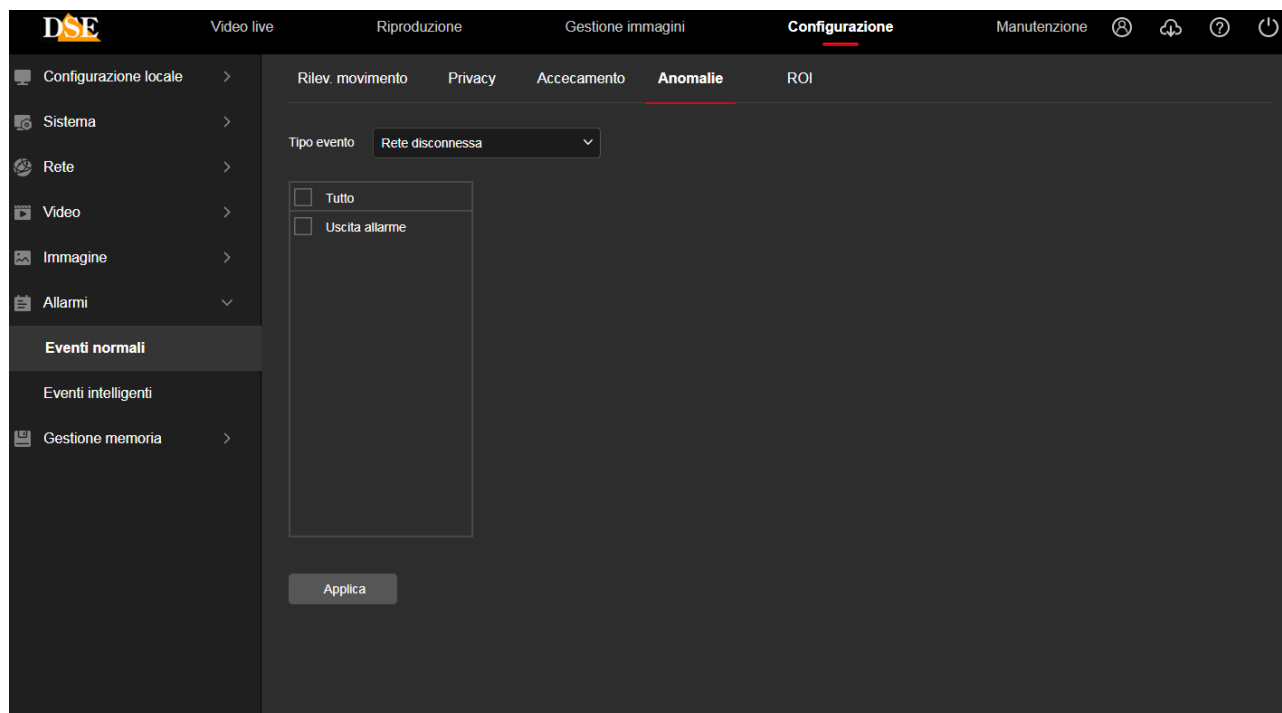 DSE Video live Riproduzione Gestione immagini Configurazione Manutenzione
Configurazione locale
Sistema
Rete
Video
Immagine
Allarmi
Eventi normali
Eventi intelligenti
Gestione memoria
Rilev. movimento Privacy Accecamento Anomalie ROI
Tipo evento Rete disconnessa
Tutto
Uscita allarme
Applica